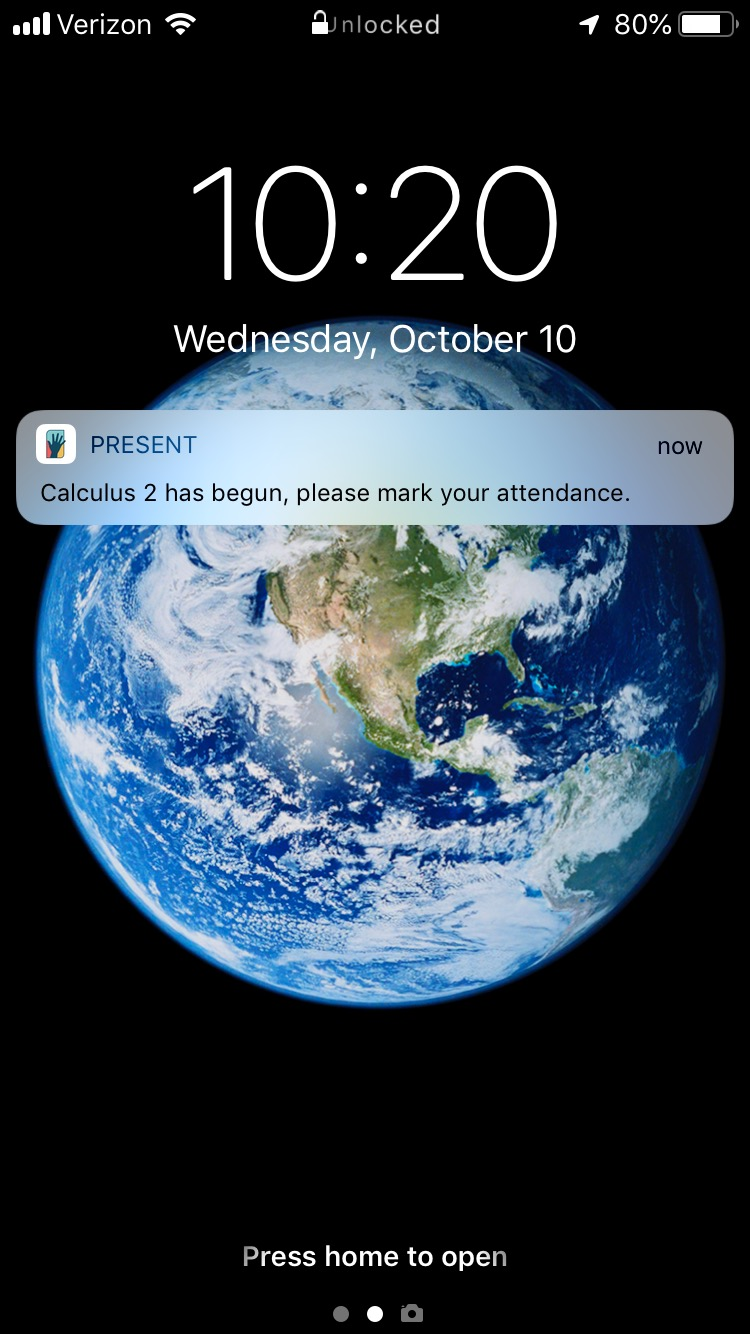 Verizon Unlocked 80%
10:20
Wednesday, October 10
PRESENT now
Calculus 2 has begun, please mark your attendance.
Press home to open